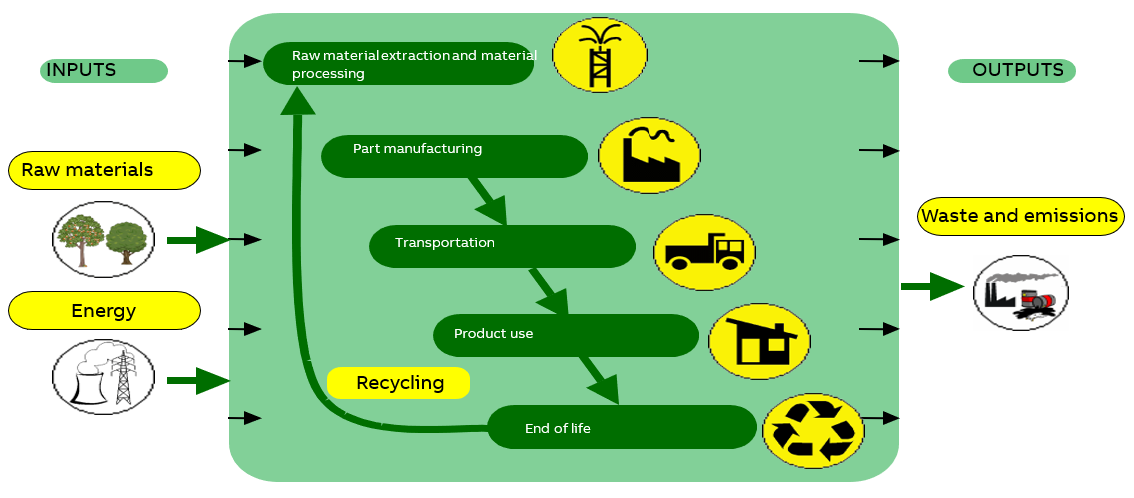 INPUTS
Raw materials
Energy
Raw material extraction and material
processing
Part manufacturing
Transportation
Product use
Recycling
End of life
OUTPUTS
Waste and emissions